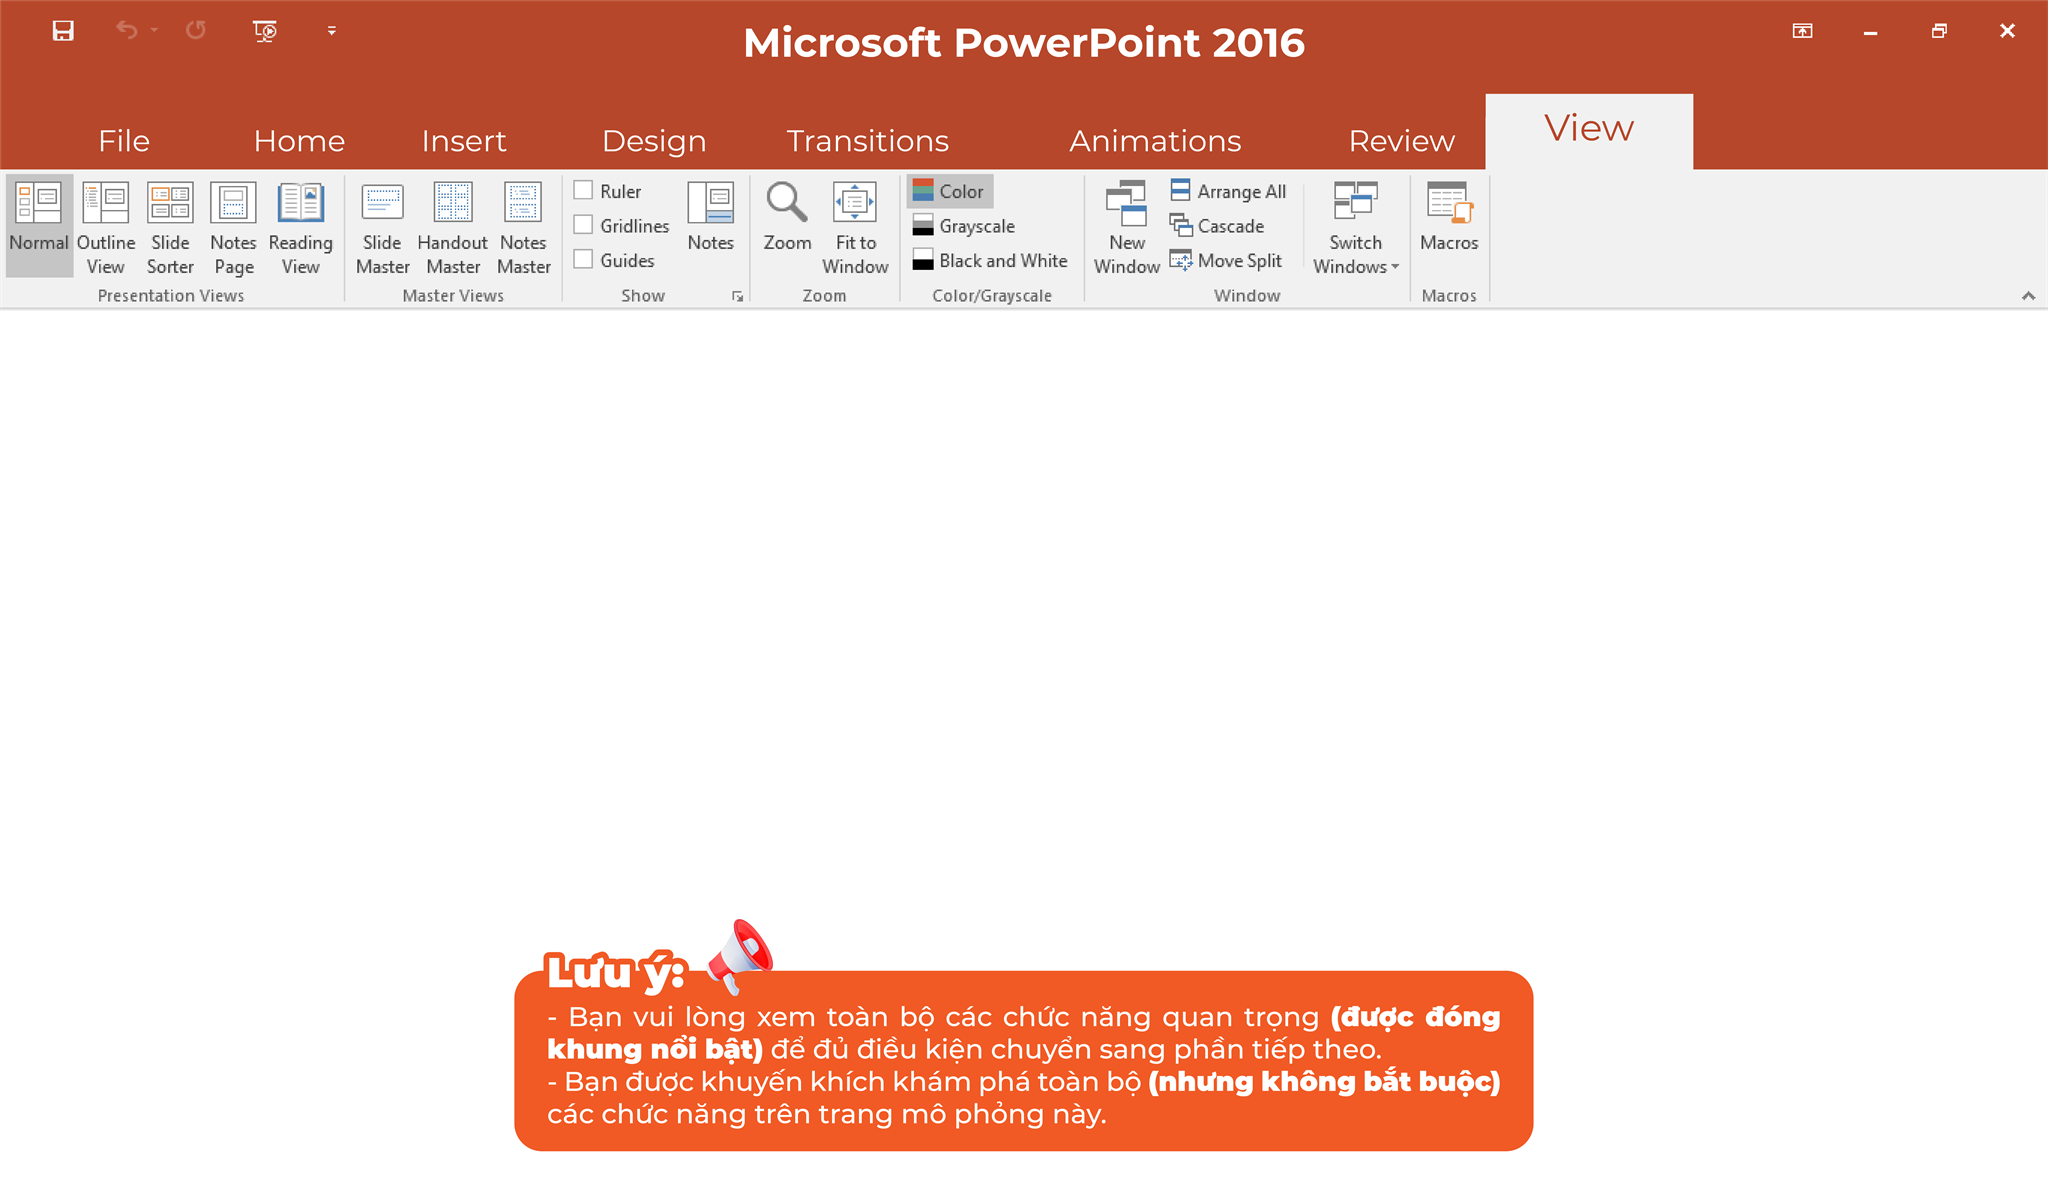 Microsoft PowerPoint 2016
File Home Insert Design Transitions Animations Review View
Normal
Outline View
Slide Sorter
Notes Page
Reading View
Presentation Views
Slide Master
Handout Master
Notes Master
Master Views
Ruler
Gridlines
Guides
Notes
Show
Zoom
Fit to Window
Zoom
Color
Grayscale
Black and White
Color/Grayscale
New Window
Arrange All
Cascade
Move Split
Switch Windows
Window
Macros
Macros
Lưu ý:
- Bạn vui lòng xem toàn bộ các chức năng quan trọng (được đóng
khung nổi bật) để đủ điều kiện chuyển sang phần tiếp theo.
- Bạn được khuyến khích khám phá toàn bộ (nhưng không bắt buộc)
các chức năng trên trang mô phỏng này.